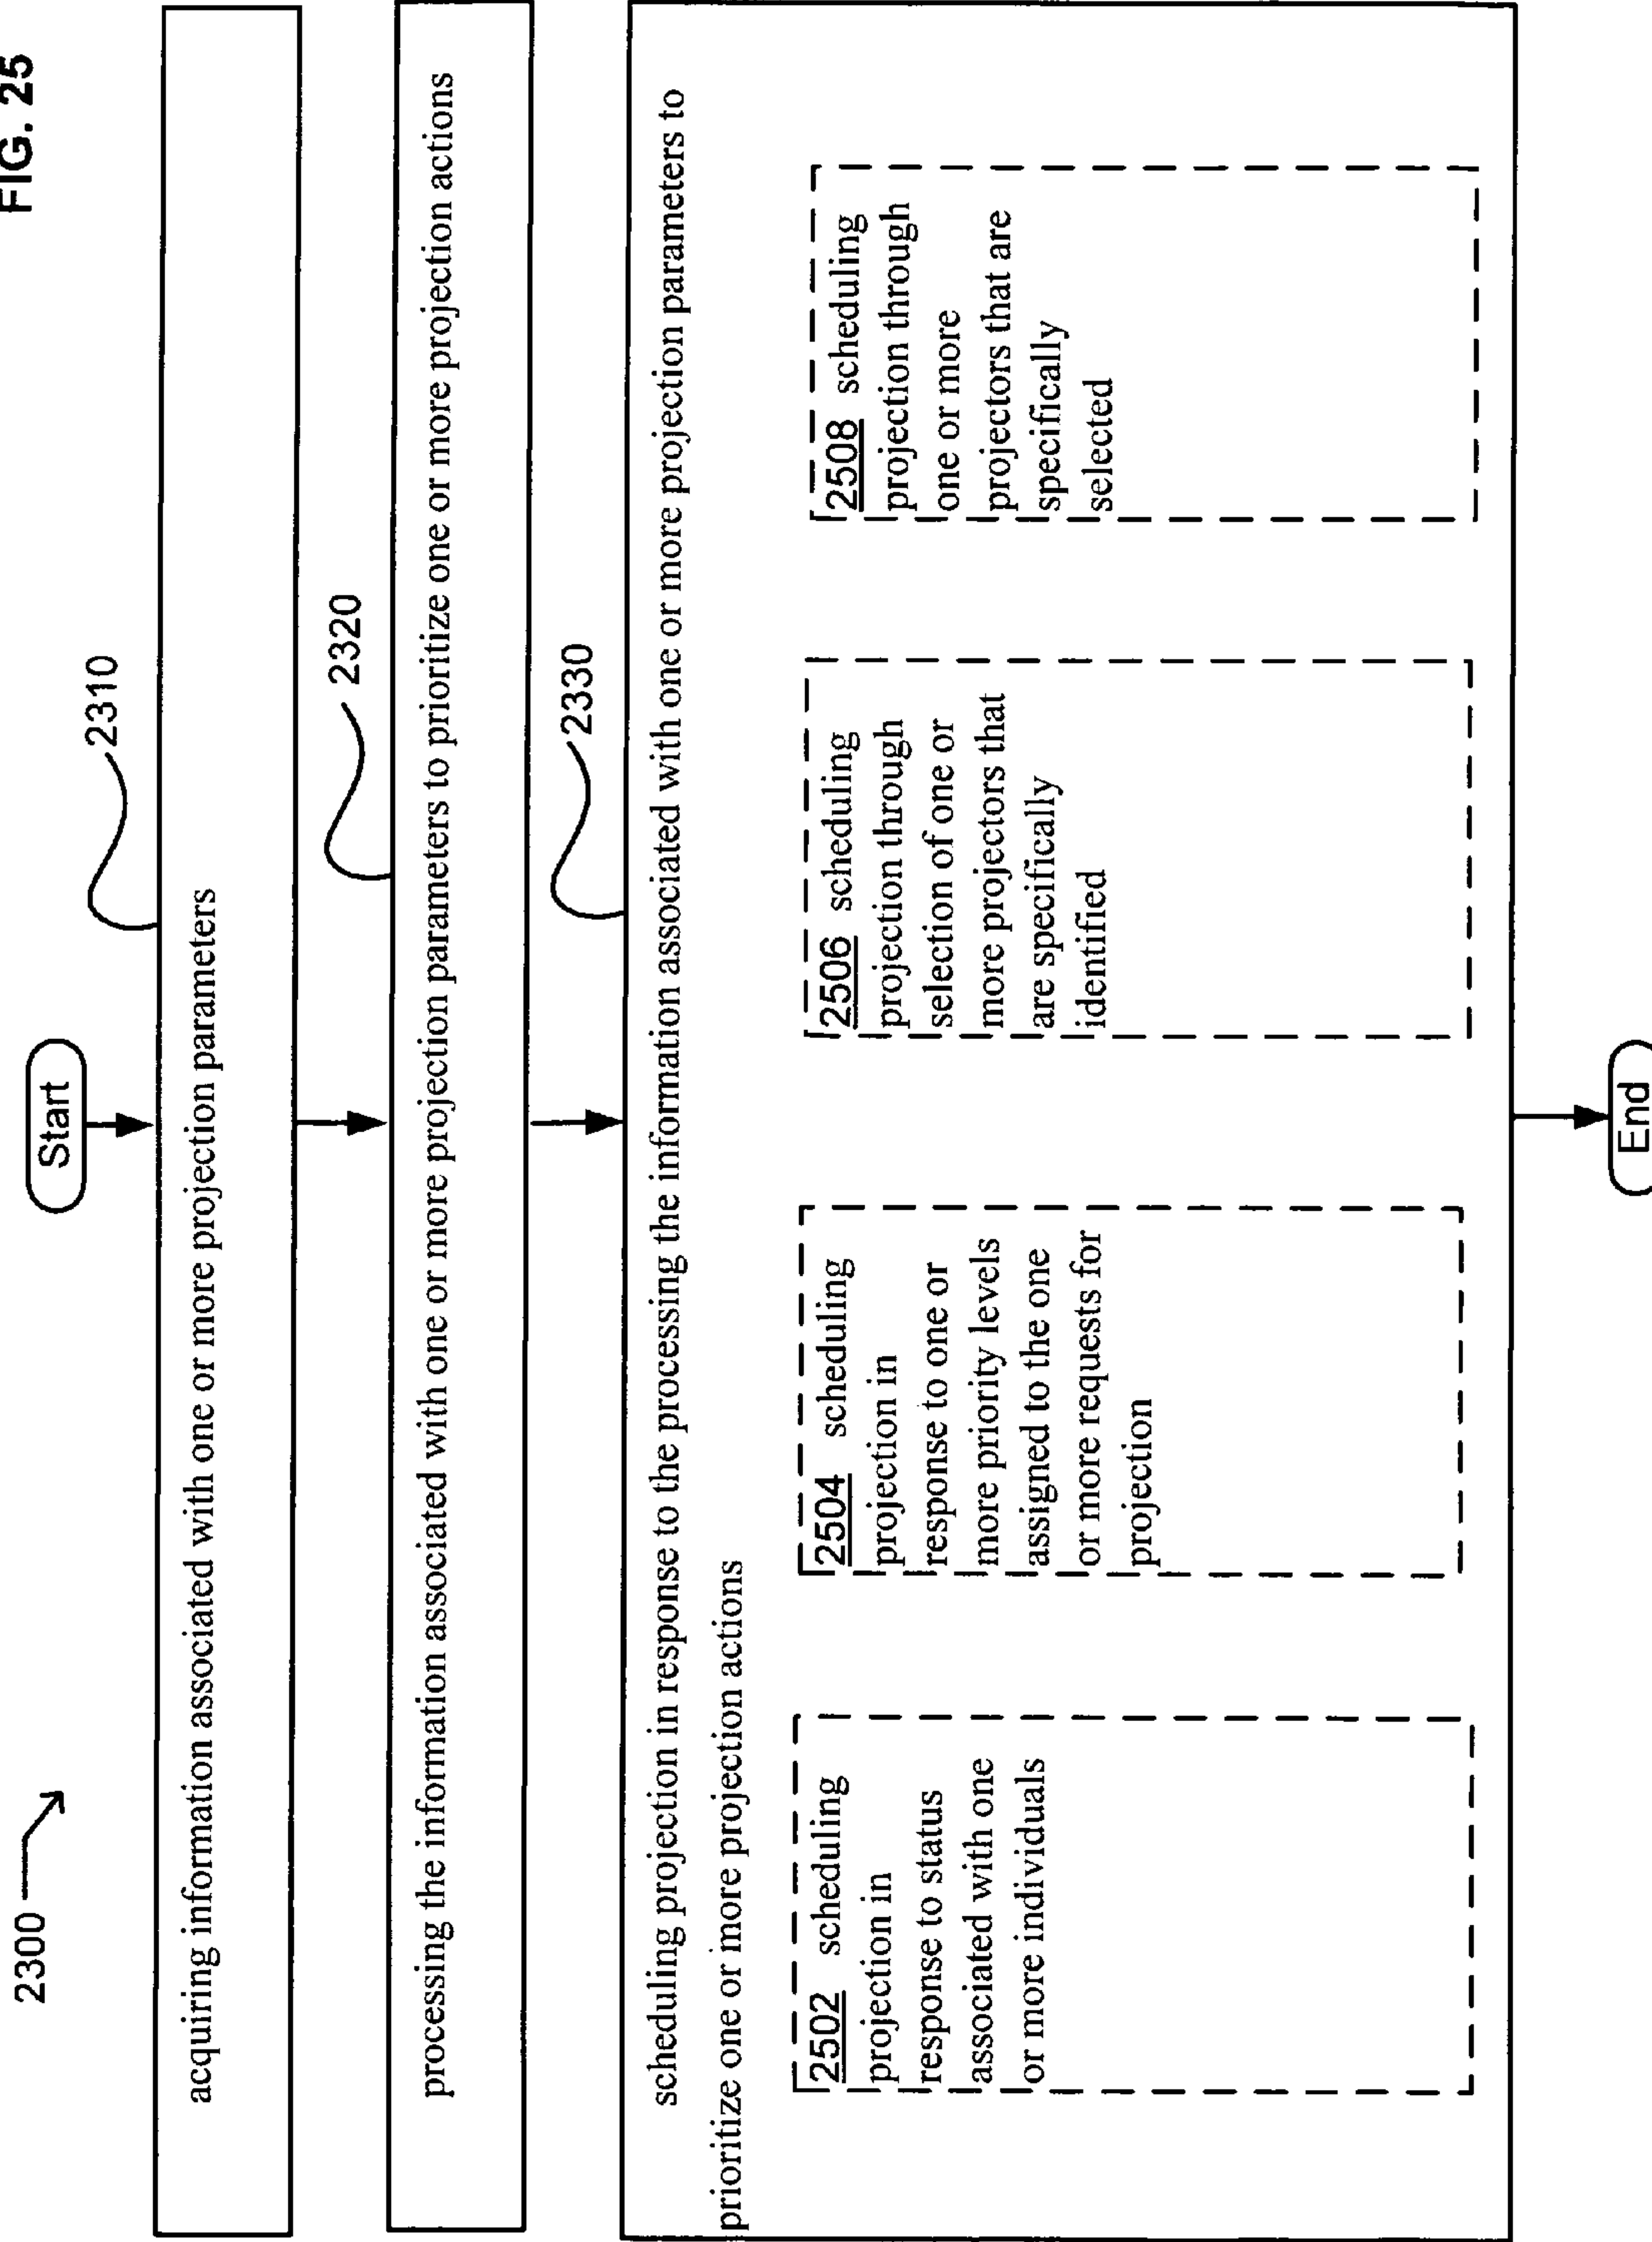 FIG. 25
2300
Start
2310
acquiring information associated with one or more projection parameters
2320
processing the information associated with one or more projection parameters to prioritize one or more projection actions
2330
scheduling projection in response to the processing the information associated with one or more projection parameters to
prioritize one or more projection actions
2502 scheduling
projection in
response to status
associated with one
or more individuals
2504 scheduling
projection in
response to one or
more priority levels
assigned to the one
or more requests for
projection
2506 scheduling
projection through
selection of one or
more projectors that
are specifically
identified
2508 scheduling
projection through
one or more
projectors that are
specifically
selected
End